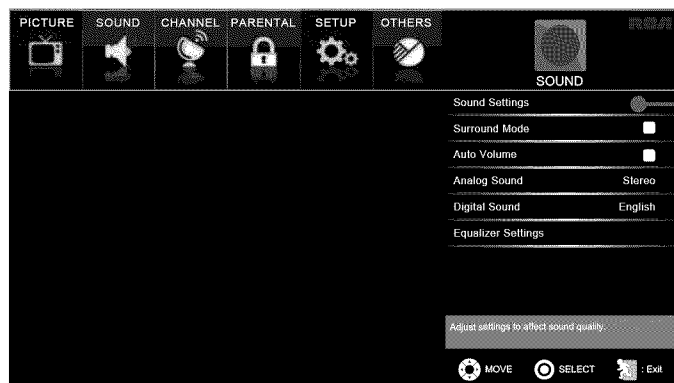 PICTURE SOUND CHANNEL PARENTAL SETUP OTHERS
RCA
SOUND
Sound Settings
Surround Mode
Auto Volume
Analog Sound Stereo
Digital Sound English
Equalizer Settings
Adjust settings to affect sound quality.
MOVE SELECT : Exit